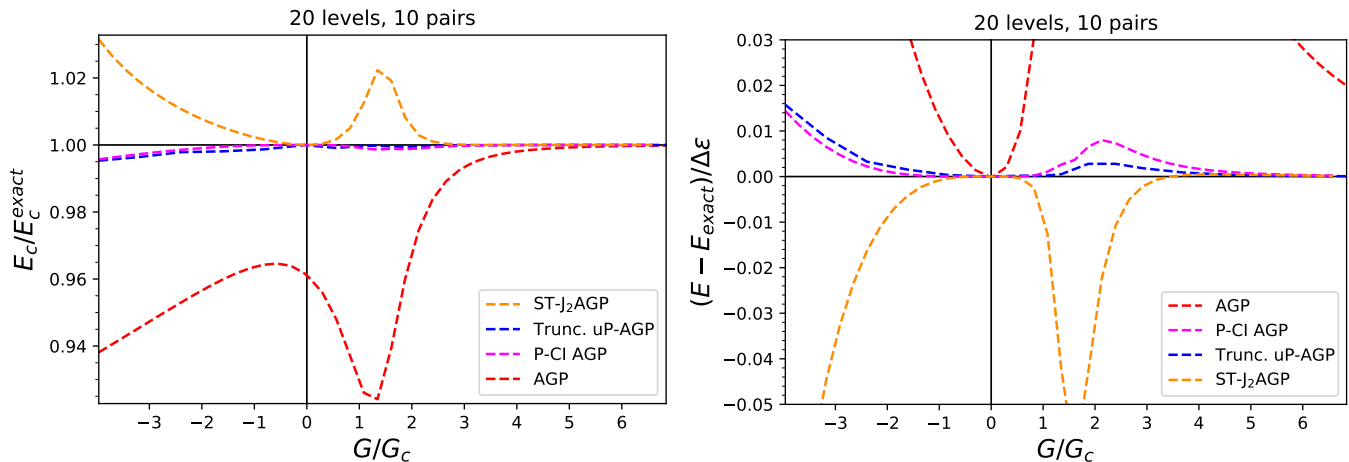 20 levels, 10 pairs
E_c/E_c^{exact}
1.02
1.00
0.98
0.96
0.94
ST-J₂AGP
Trunc. uP-AGP
P-CI AGP
AGP
−3 −2 −1 0 1 2 3 4 5 6
G/G_c
20 levels, 10 pairs
(E − E_{exact})/Δε
0.03
0.02
0.01
0.00
−0.01
−0.02
−0.03
−0.04
−0.05
AGP
P-CI AGP
Trunc. uP-AGP
ST-J₂AGP
−3 −2 −1 0 1 2 3 4 5 6
G/G_c